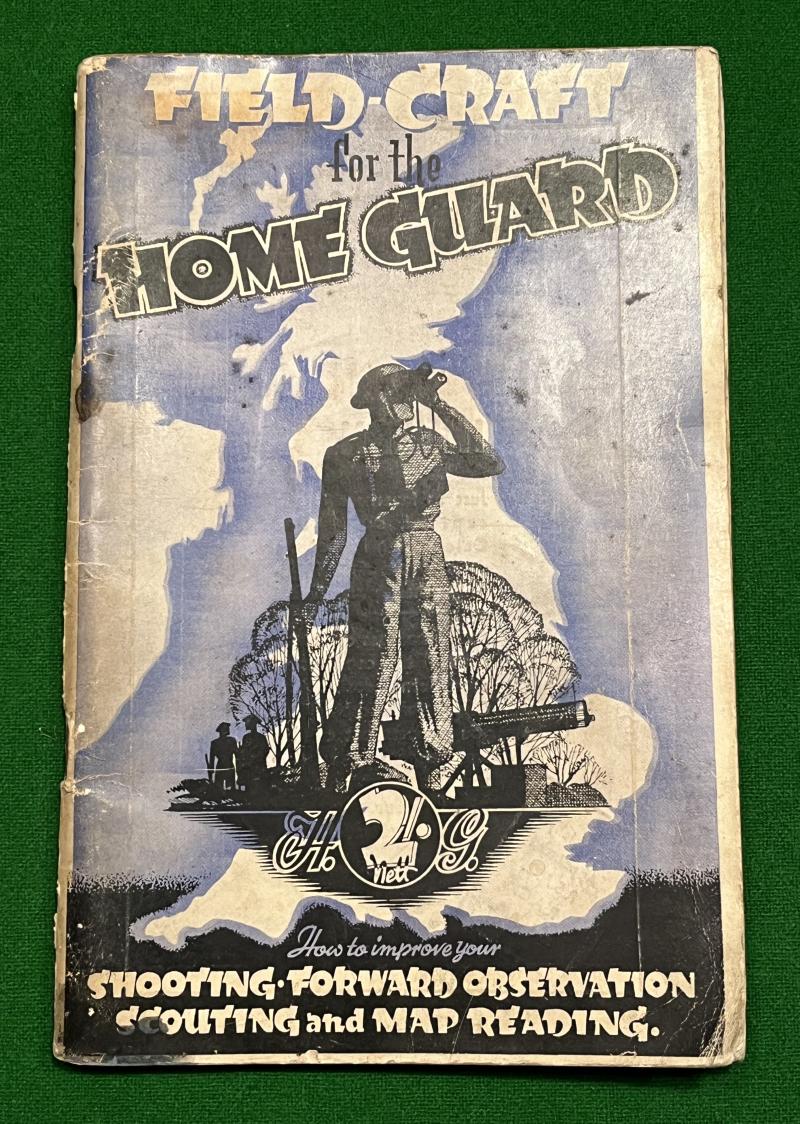 FIELD-CRAFT
for the
HOME GUARD
H. 2/- G.
Nett
How to improve your
SHOOTING·FORWARD OBSERVATION
SCOUTING and MAP READING.